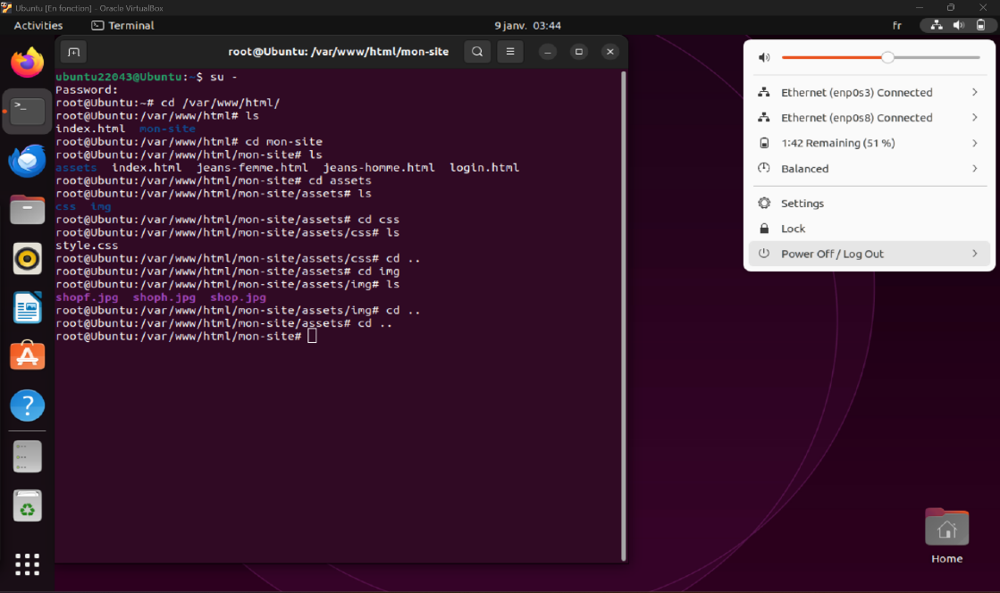 Ubuntu [En fonction] - Oracle VirtualBox
Activities
Terminal
9 janv. 03:44
fr
root@Ubuntu: /var/www/html/mon-site
ubuntu22043@Ubuntu:~$ su -
Password:
root@Ubuntu:~# cd /var/www/html/
root@Ubuntu:/var/www/html# ls
index.html  mon-site
root@Ubuntu:/var/www/html# cd mon-site
root@Ubuntu:/var/www/html/mon-site# ls
assets  index.html  jeans-femme.html  jeans-homme.html  login.html
root@Ubuntu:/var/www/html/mon-site# cd assets
root@Ubuntu:/var/www/html/mon-site/assets# ls
css  img
root@Ubuntu:/var/www/html/mon-site/assets# cd css
root@Ubuntu:/var/www/html/mon-site/assets/css# ls
style.css
root@Ubuntu:/var/www/html/mon-site/assets/css# cd ..
root@Ubuntu:/var/www/html/mon-site/assets# cd img
root@Ubuntu:/var/www/html/mon-site/assets/img# ls
shopf.jpg  shoph.jpg  shop.jpg
root@Ubuntu:/var/www/html/mon-site/assets/img# cd ..
root@Ubuntu:/var/www/html/mon-site/assets# cd ..
root@Ubuntu:/var/www/html/mon-site#
Ethernet (enp0s3) Connected
Ethernet (enp0s8) Connected
1:42 Remaining (51 %)
Balanced
Settings
Lock
Power Off / Log Out
Home